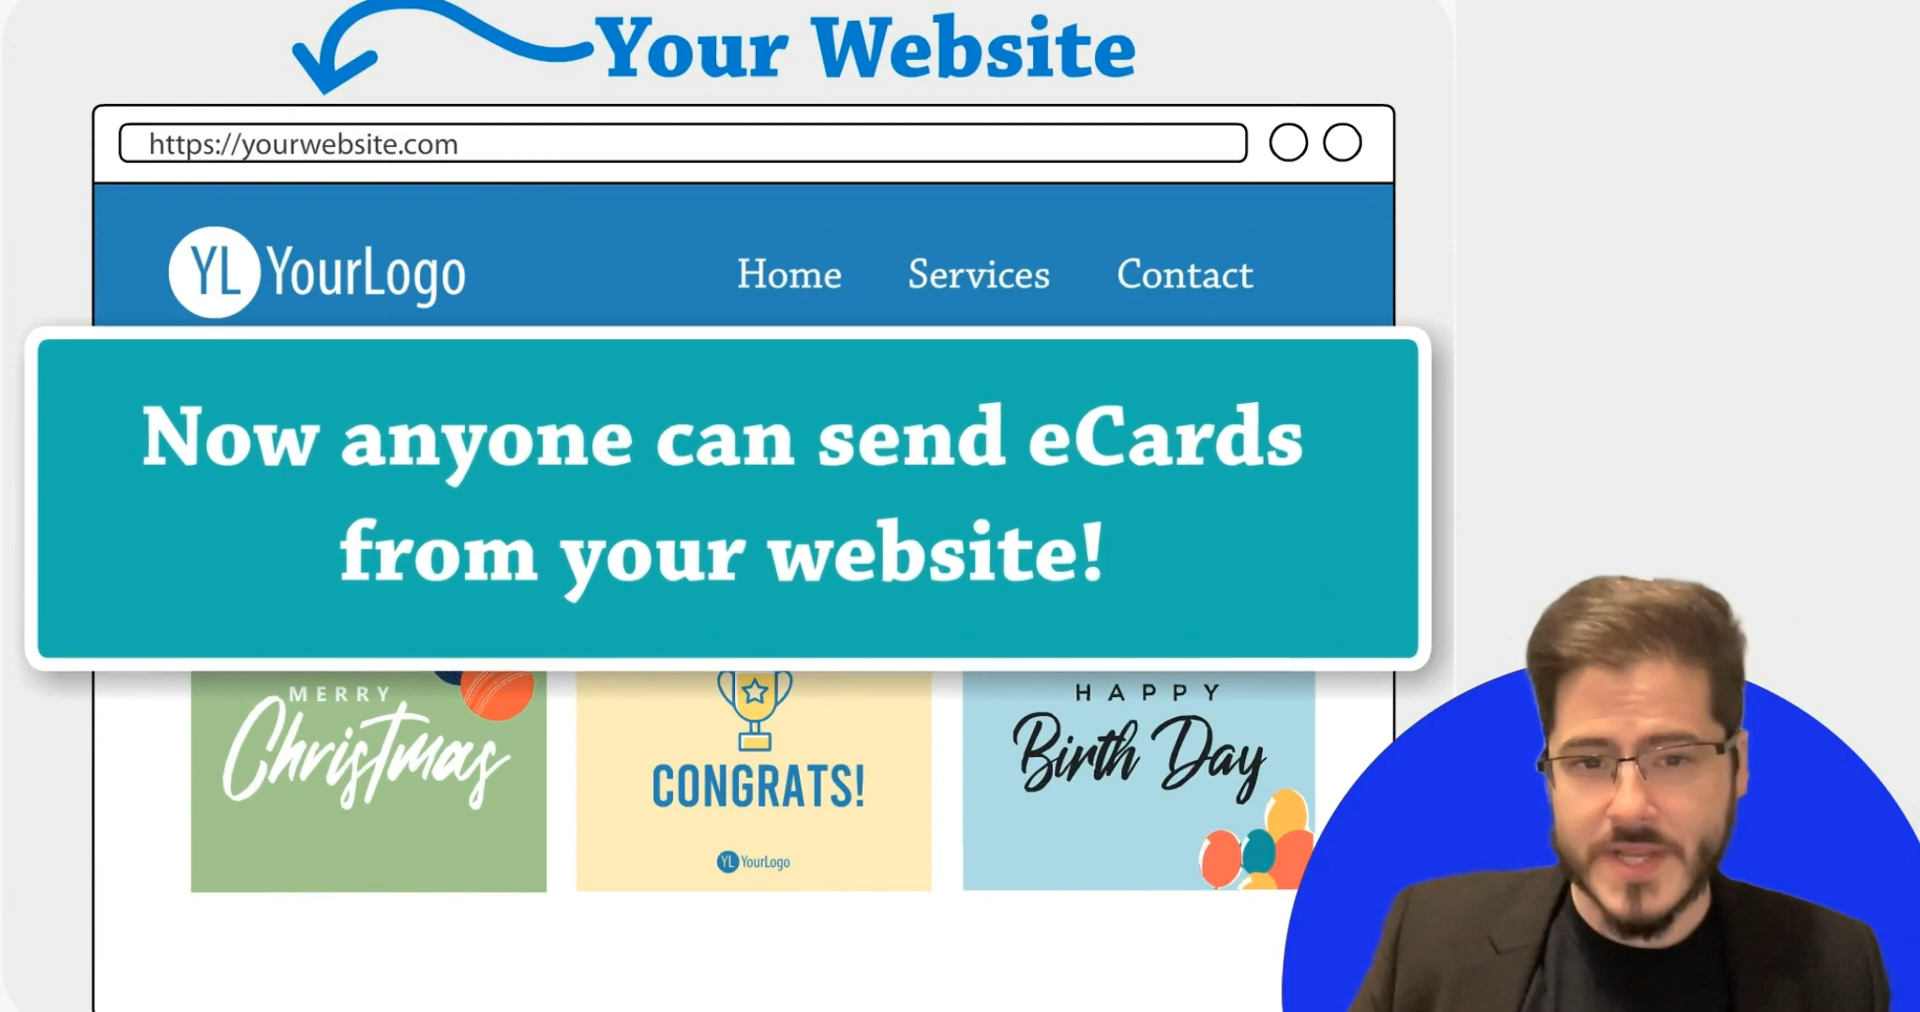 Your Website
https://yourwebsite.com
YL YourLogo
Home Services Contact
Now anyone can send eCards
from your website!
MERRY
Christmas
CONGRATS!
YL YourLogo
HAPPY
Birth Day